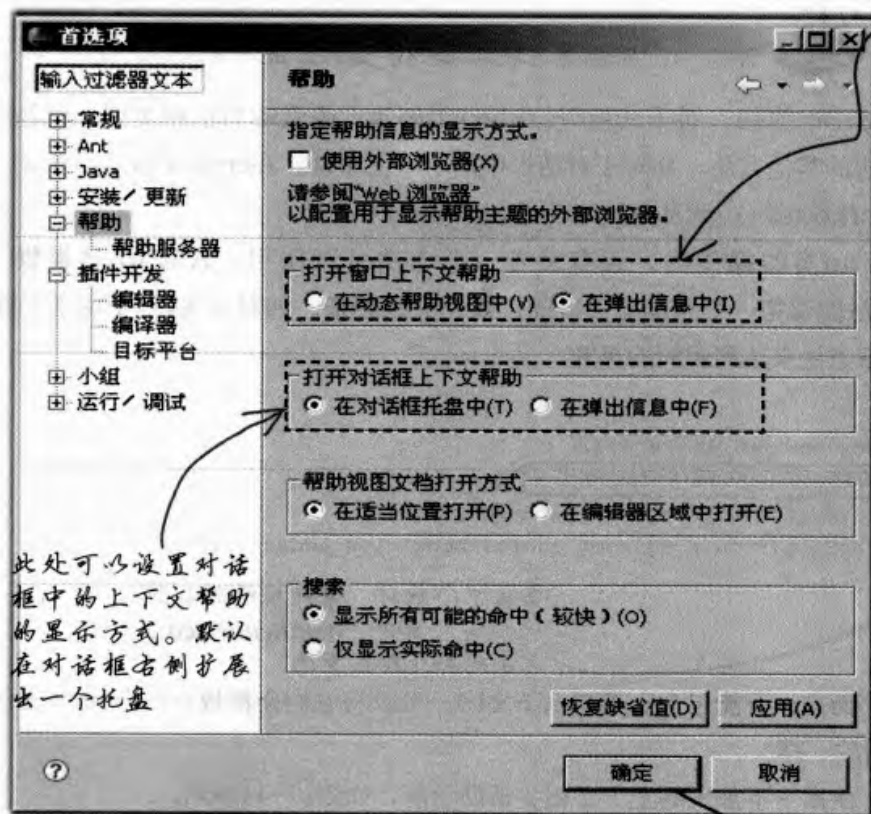 首选项
输入过滤器文本
常规
Ant
Java
安装／更新
帮助
帮助服务器
插件开发
编辑器
编译器
目标平台
小组
运行／调试
此处可以设置对话
框中的上下文帮助
的显示方式。默认
在对话框右侧扩展
出一个托盘
帮助
指定帮助信息的显示方式。
使用外部浏览器(X)
请参阅"Web 浏览器"
以配置用于显示帮助主题的外部浏览器。
打开窗口上下文帮助
在动态帮助视图中(V) 在弹出信息中(I)
打开对话框上下文帮助
在对话框托盘中(T) 在弹出信息中(F)
帮助视图文档打开方式
在适当位置打开(P) 在编辑器区域中打开(E)
搜索
显示所有可能的命中（较快）(O)
仅显示实际命中(C)
恢复缺省值(D) 应用(A)
? 确定 取消